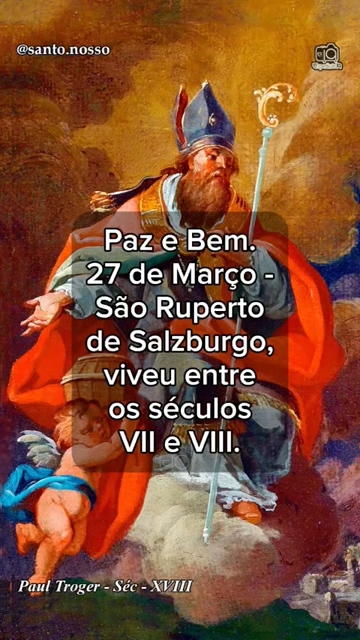 @santo.nosso
Paz e Bem.
27 de Março -
São Ruperto
de Salzburgo,
viveu entre
os séculos
VII e VIII.
Paul Troger - Séc - XVIII